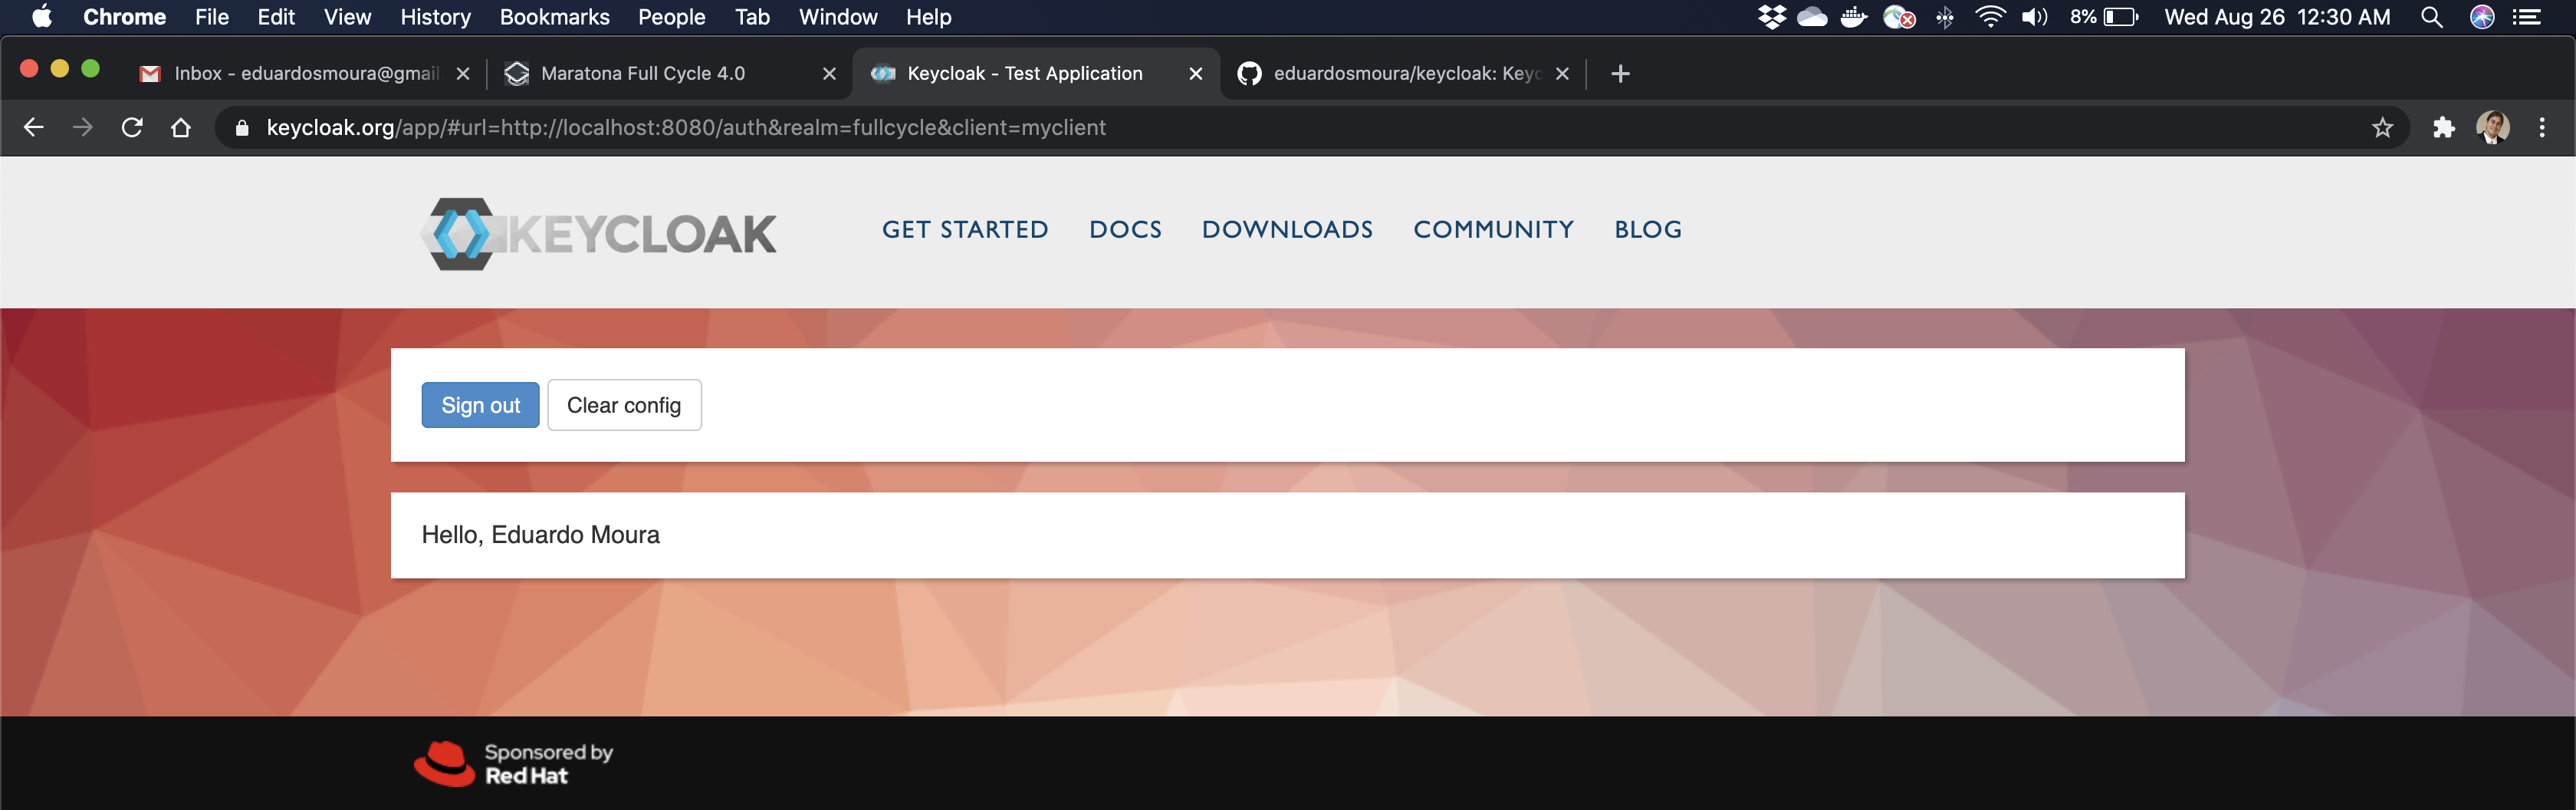 Chrome File Edit View History Bookmarks People Tab Window Help 8% Wed Aug 26 12:30 AM
Inbox - eduardosmoura@gmail. Maratona Full Cycle 4.0 Keycloak - Test Application eduardosmoura/keycloak: Keyc
keycloak.org/app/#url=http://localhost:8080/auth&realm=fullcycle&client=myclient
KEYCLOAK GET STARTED DOCS DOWNLOADS COMMUNITY BLOG
Sign out Clear config
Hello, Eduardo Moura
Sponsored by
Red Hat